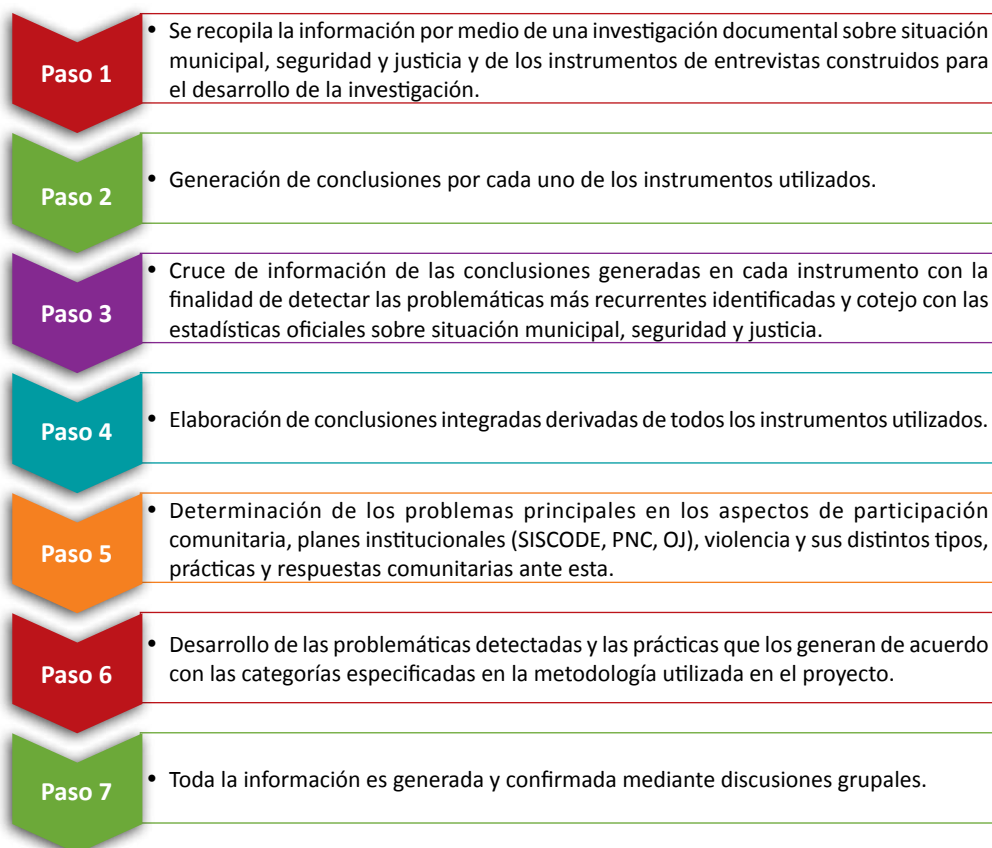 Paso 1
• Se recopila la información por medio de una investigación documental sobre situación
municipal, seguridad y justicia y de los instrumentos de entrevistas construidos para
el desarrollo de la investigación.
Paso 2
• Generación de conclusiones por cada uno de los instrumentos utilizados.
Paso 3
• Cruce de información de las conclusiones generadas en cada instrumento con la
finalidad de detectar las problemáticas más recurrentes identificadas y cotejo con las
estadísticas oficiales sobre situación municipal, seguridad y justicia.
Paso 4
• Elaboración de conclusiones integradas derivadas de todos los instrumentos utilizados.
Paso 5
• Determinación de los problemas principales en los aspectos de participación
comunitaria, planes institucionales (SISCODE, PNC, OJ), violencia y sus distintos tipos,
prácticas y respuestas comunitarias ante esta.
Paso 6
• Desarrollo de las problemáticas detectadas y las prácticas que los generan de acuerdo
con las categorías especificadas en la metodología utilizada en el proyecto.
Paso 7
• Toda la información es generada y confirmada mediante discusiones grupales.